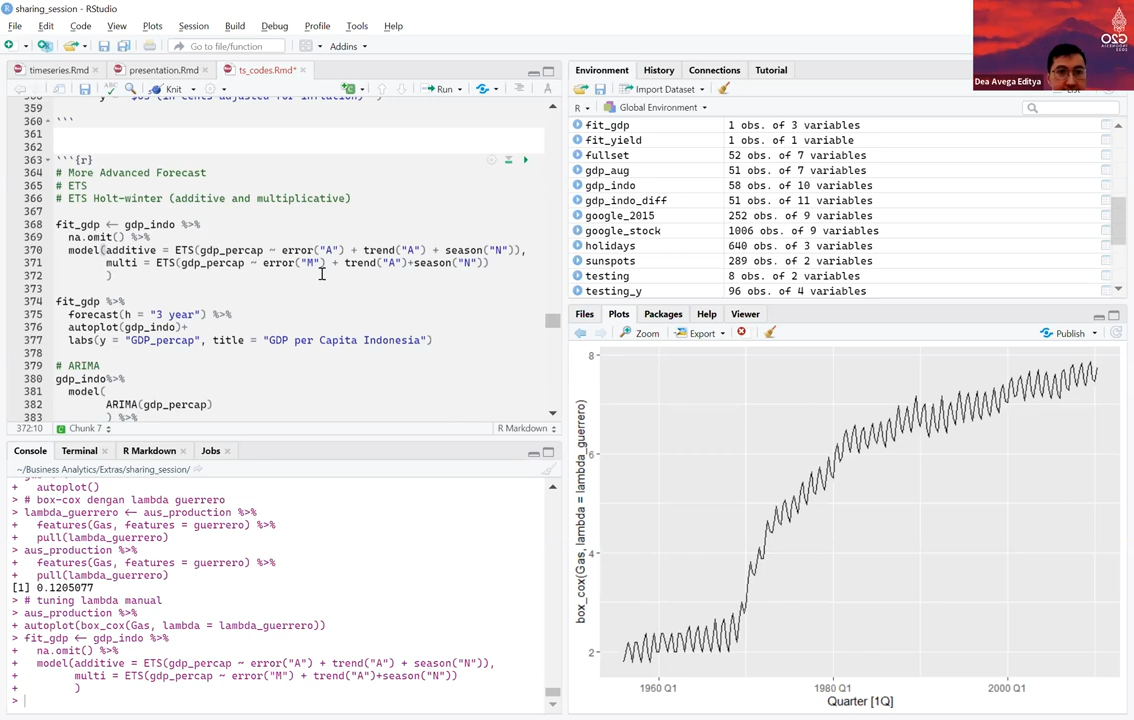 sharing_session - RStudio
File Edit Code View Plots Session Build Debug Profile Tools Help
Go to file/function Addins
timeseries.Rmd presentation.Rmd ts_codes.Rmd*
Knit Run
359
360 ```
361
362
363 ```{r}
364 # More Advanced Forecast
365 # ETS
366 # ETS Holt-winter (additive and multiplicative)
367
368 fit_gdp <- gdp_indo %>%
369 na.omit() %>%
370 model(additive = ETS(gdp_percap ~ error("A") + trend("A") + season("N")),
371 multi = ETS(gdp_percap ~ error("M") + trend("A")+season("N"))
372 )
373
374 fit_gdp %>%
375 forecast(h = "3 year") %>%
376 autoplot(gdp_indo)+
377 labs(y = "GDP_percap", title = "GDP per Capita Indonesia")
378
379 # ARIMA
380 gdp_indo%>%
381 model(
382 ARIMA(gdp_percap)
383 ) %>%
372:10 Chunk 7 R Markdown
Console Terminal R Markdown Jobs
~/Business Analytics/Extras/sharing_session/
+ autoplot()
> # box-cox dengan lambda guerrero
> lambda_guerrero <- aus_production %>%
+ features(Gas, features = guerrero) %>%
+ pull(lambda_guerrero)
> aus_production %>%
+ features(Gas, features = guerrero) %>%
+ pull(lambda_guerrero)
[1] 0.1205077
> # tuning lambda manual
> aus_production %>%
+ autoplot(box_cox(Gas, lambda = lambda_guerrero))
> fit_gdp <- gdp_indo %>%
+ na.omit() %>%
+ model(additive = ETS(gdp_percap ~ error("A") + trend("A") + season("N")),
+ multi = ETS(gdp_percap ~ error("M") + trend("A")+season("N"))
+ )
>
Environment History Connections Tutorial
Import Dataset
R Global Environment
fit_gdp 1 obs. of 3 variables
fit_yield 1 obs. of 1 variable
fullset 52 obs. of 7 variables
gdp_aug 51 obs. of 7 variables
gdp_indo 58 obs. of 10 variables
gdp_indo_diff 51 obs. of 11 variables
google_2015 252 obs. of 9 variables
google_stock 1006 obs. of 9 variables
holidays 640 obs. of 3 variables
sunspots 289 obs. of 2 variables
testing 8 obs. of 2 variables
testing_y 96 obs. of 4 variables
Files Plots Packages Help Viewer
Zoom Export Publish
box_cox(Gas, lambda = lambda_guerrero)
8
6
4
2
1960 Q1 1980 Q1 2000 Q1
Quarter [1Q]
G20
Dea Avega Editya